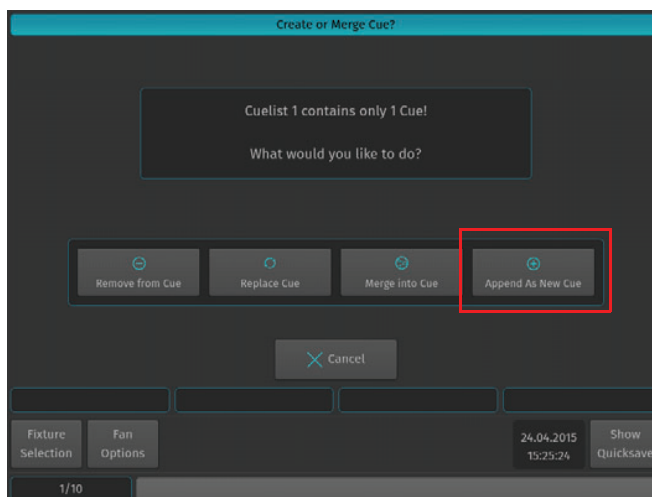 Create or Merge Cue?
Cuelist 1 contains only 1 Cue!
What would you like to do?
Remove from Cue
Replace Cue
Merge into Cue
Append As New Cue
Cancel
Fixture
Selection
Fan
Options
24.04.2015
15:25:24
Show
Quicksave
1/10